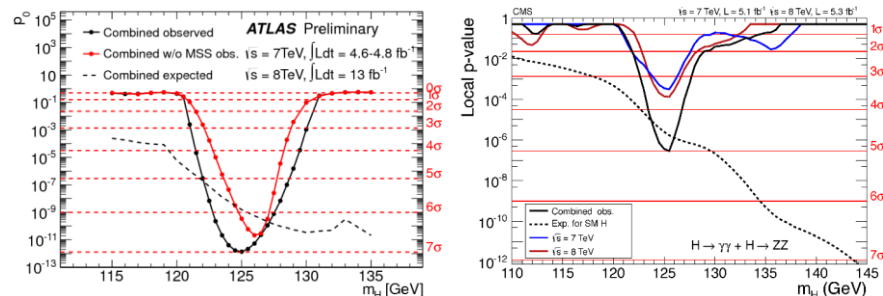 p₀
10⁵
10³
10
10⁻¹
10⁻³
10⁻⁵
10⁻⁷
10⁻⁹
10⁻¹¹
10⁻¹³
Combined observed
ATLAS Preliminary
Combined w/o MSS obs.
√s = 7TeV, ∫Ldt = 4.6-4.8 fb⁻¹
Combined expected
√s = 8TeV, ∫Ldt = 13 fb⁻¹
0σ
1σ
2σ
3σ
4σ
5σ
6σ
7σ
115 120 125 130 135
m_H [GeV]
CMS
√s = 7 TeV, L = 5.1 fb⁻¹ √s = 8 TeV, L = 5.3 fb⁻¹
Local p-value
1
10⁻²
10⁻⁴
10⁻⁶
10⁻⁸
10⁻¹⁰
10⁻¹²
1σ
2σ
3σ
4σ
5σ
6σ
7σ
Combined obs.
Exp. for SM H
√s = 7 TeV
√s = 8 TeV
H → γγ + H → ZZ
110 115 120 125 130 135 140 145
m_H (GeV)